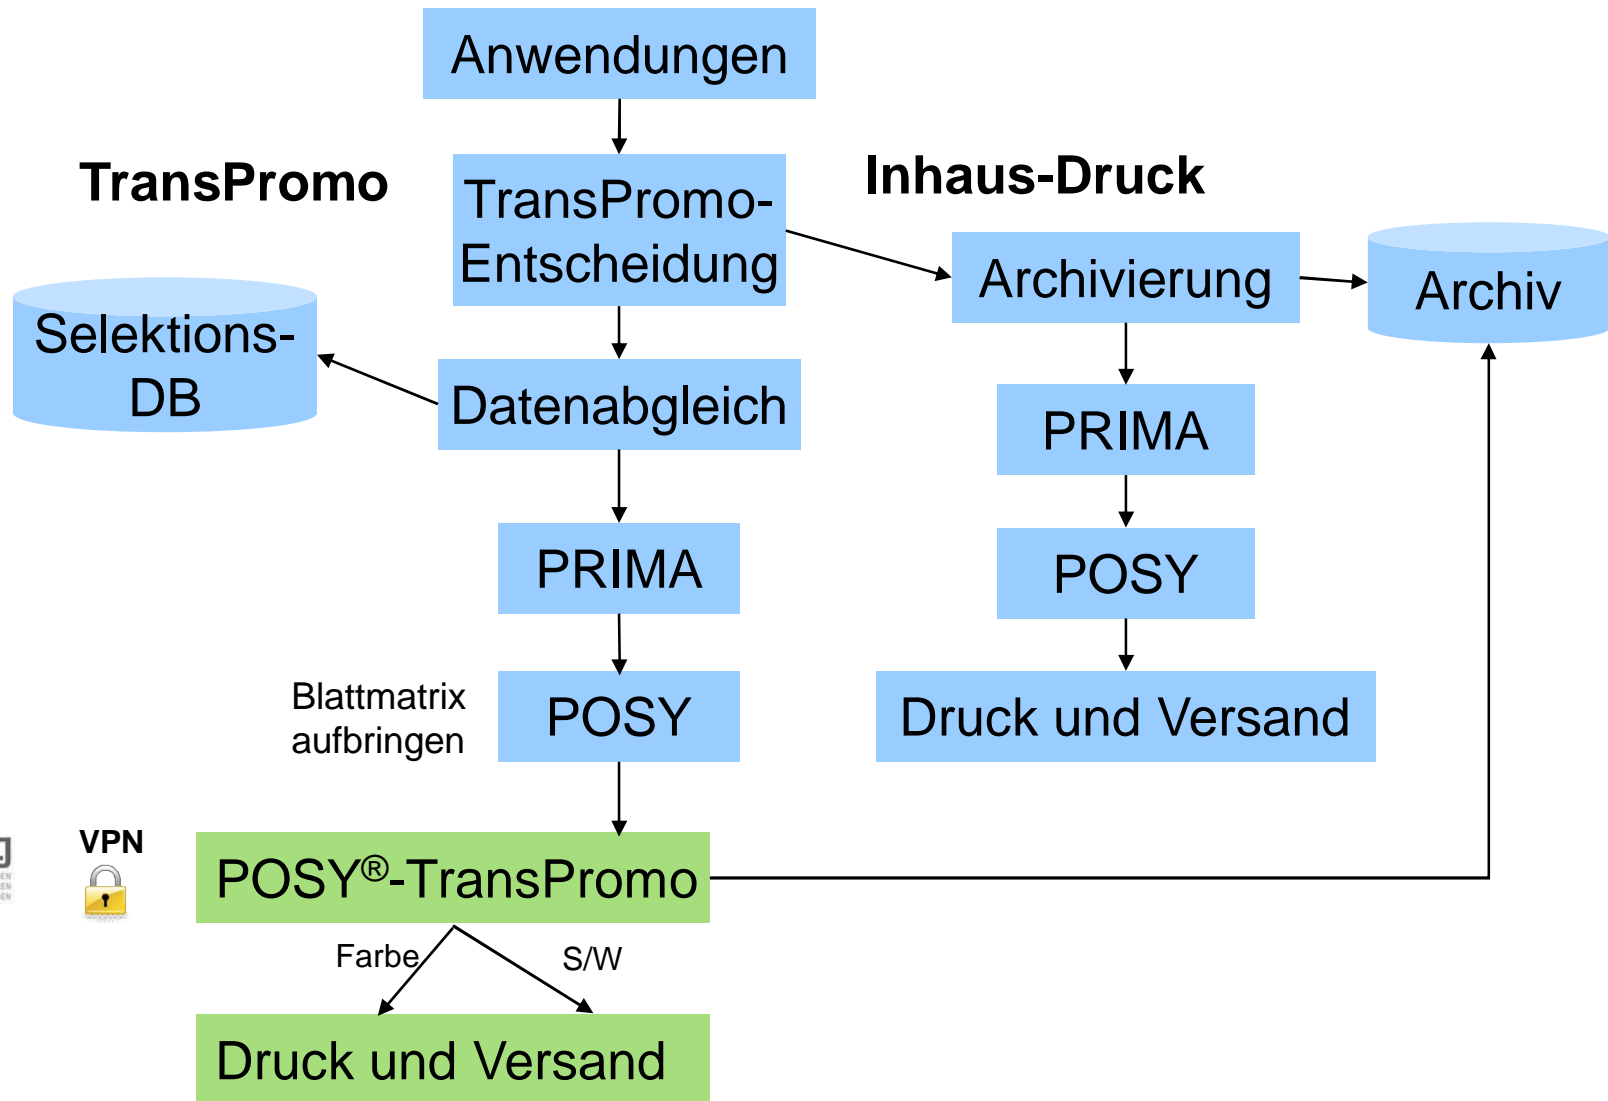 Anwendungen
TransPromo
Inhaus-Druck
TransPromo-
Entscheidung
Archivierung
Archiv
Selektions-
DB
Datenabgleich
PRIMA
PRIMA
POSY
Blattmatrix
aufbringen
POSY
Druck und Versand
VPN
POSY®-TransPromo
Farbe
S/W
Druck und Versand